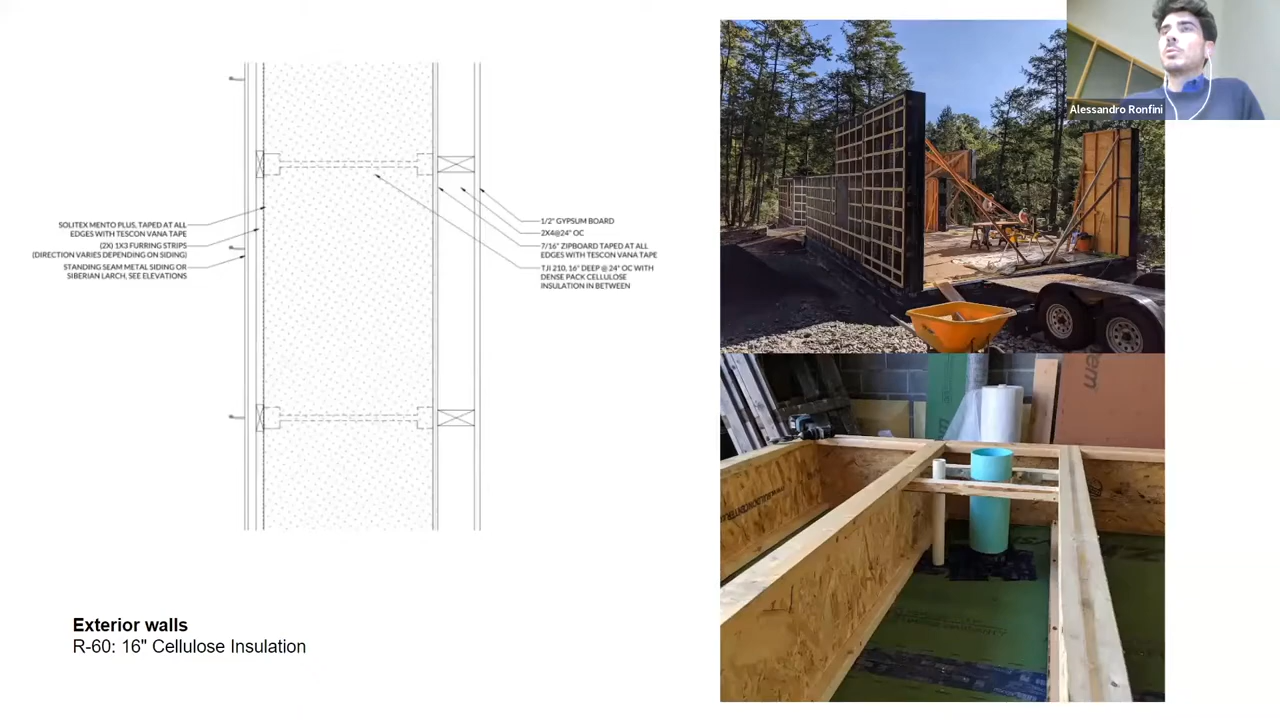 Alessandro Ronfini
SOLITEX MENTO PLUS, TAPED AT ALL
EDGES WITH TESCON VANA TAPE
(2X) 1X3 FURRING STRIPS
(DIRECTION VARIES DEPENDING ON SIDING)
STANDING SEAM METAL SIDING OR
SIBERIAN LARCH, SEE ELEVATIONS
1/2" GYPSUM BOARD
2X4@24" OC
7/16" ZIPBOARD TAPED AT ALL
EDGES WITH TESCON VANA TAPE
TJI 210, 16" DEEP @ 24" OC WITH
DENSE PACK CELLULOSE
INSULATION IN BETWEEN
Exterior walls
R-60: 16" Cellulose Insulation